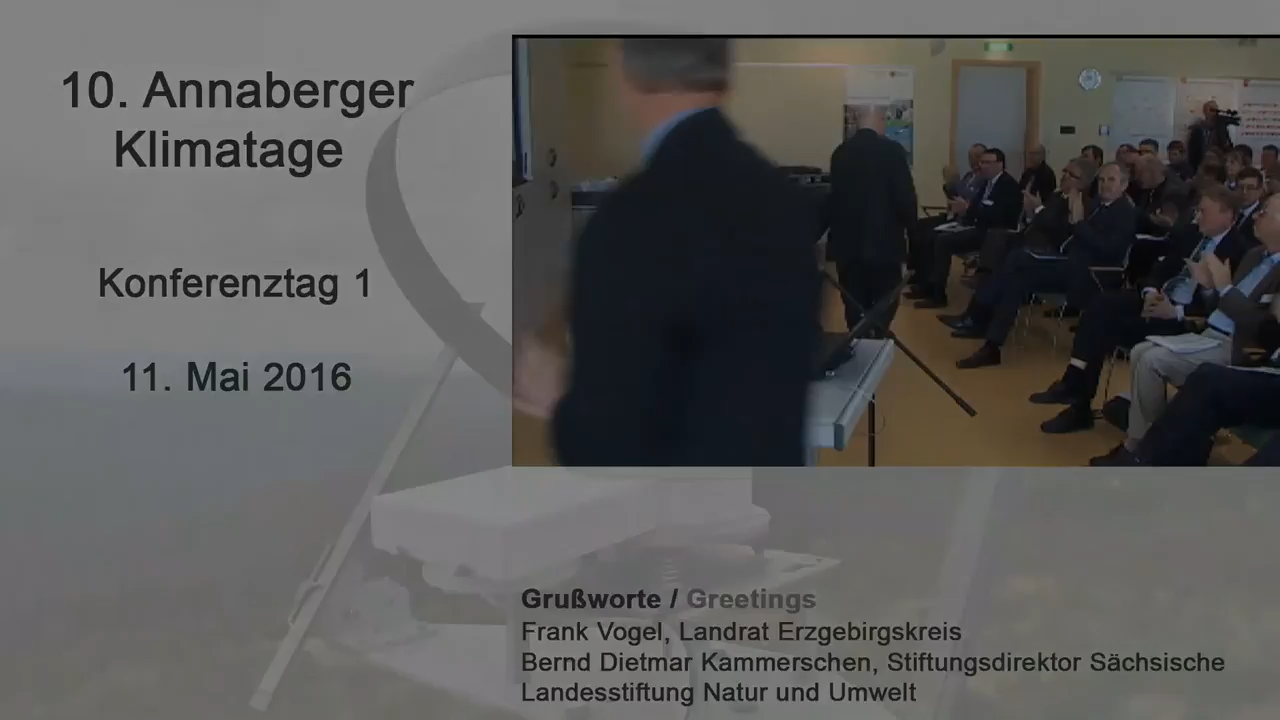 10. Annaberger
Klimatage
Konferenztag 1
11. Mai 2016
Grußworte / Greetings
Frank Vogel, Landrat Erzgebirgskreis
Bernd Dietmar Kammerschen, Stiftungsdirektor Sächsische
Landesstiftung Natur und Umwelt